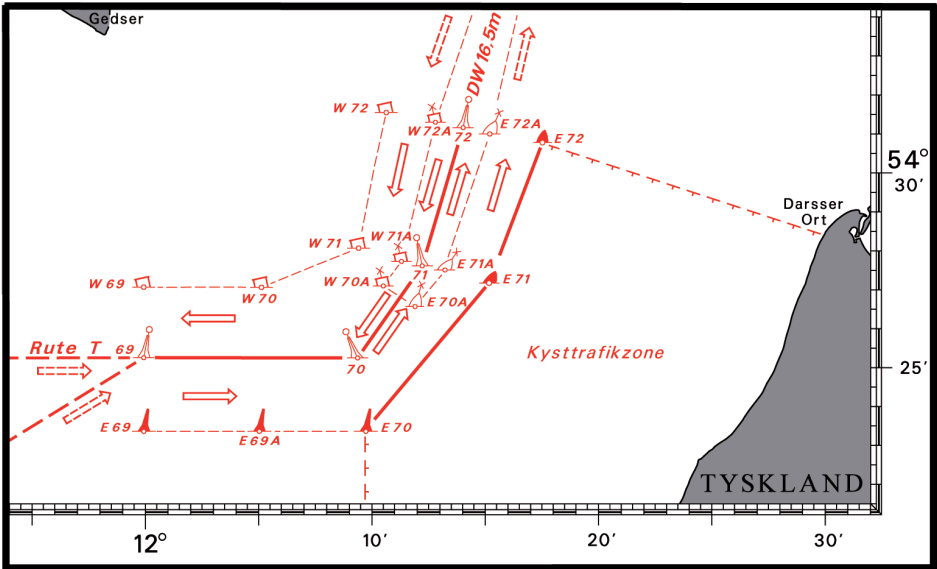 Gedser
DW 16,5m
W 72
W 72A
72
E 72A
E 72
54°
30'
Darsser
Ort
W 71
W 71A
71
E 71A
E 71
W 69
W 70
W 70A
E 70A
Rute T
69
70
Kysttrafikzone
25'
E 69
E 69A
E 70
TYSKLAND
12°
10'
20'
30'